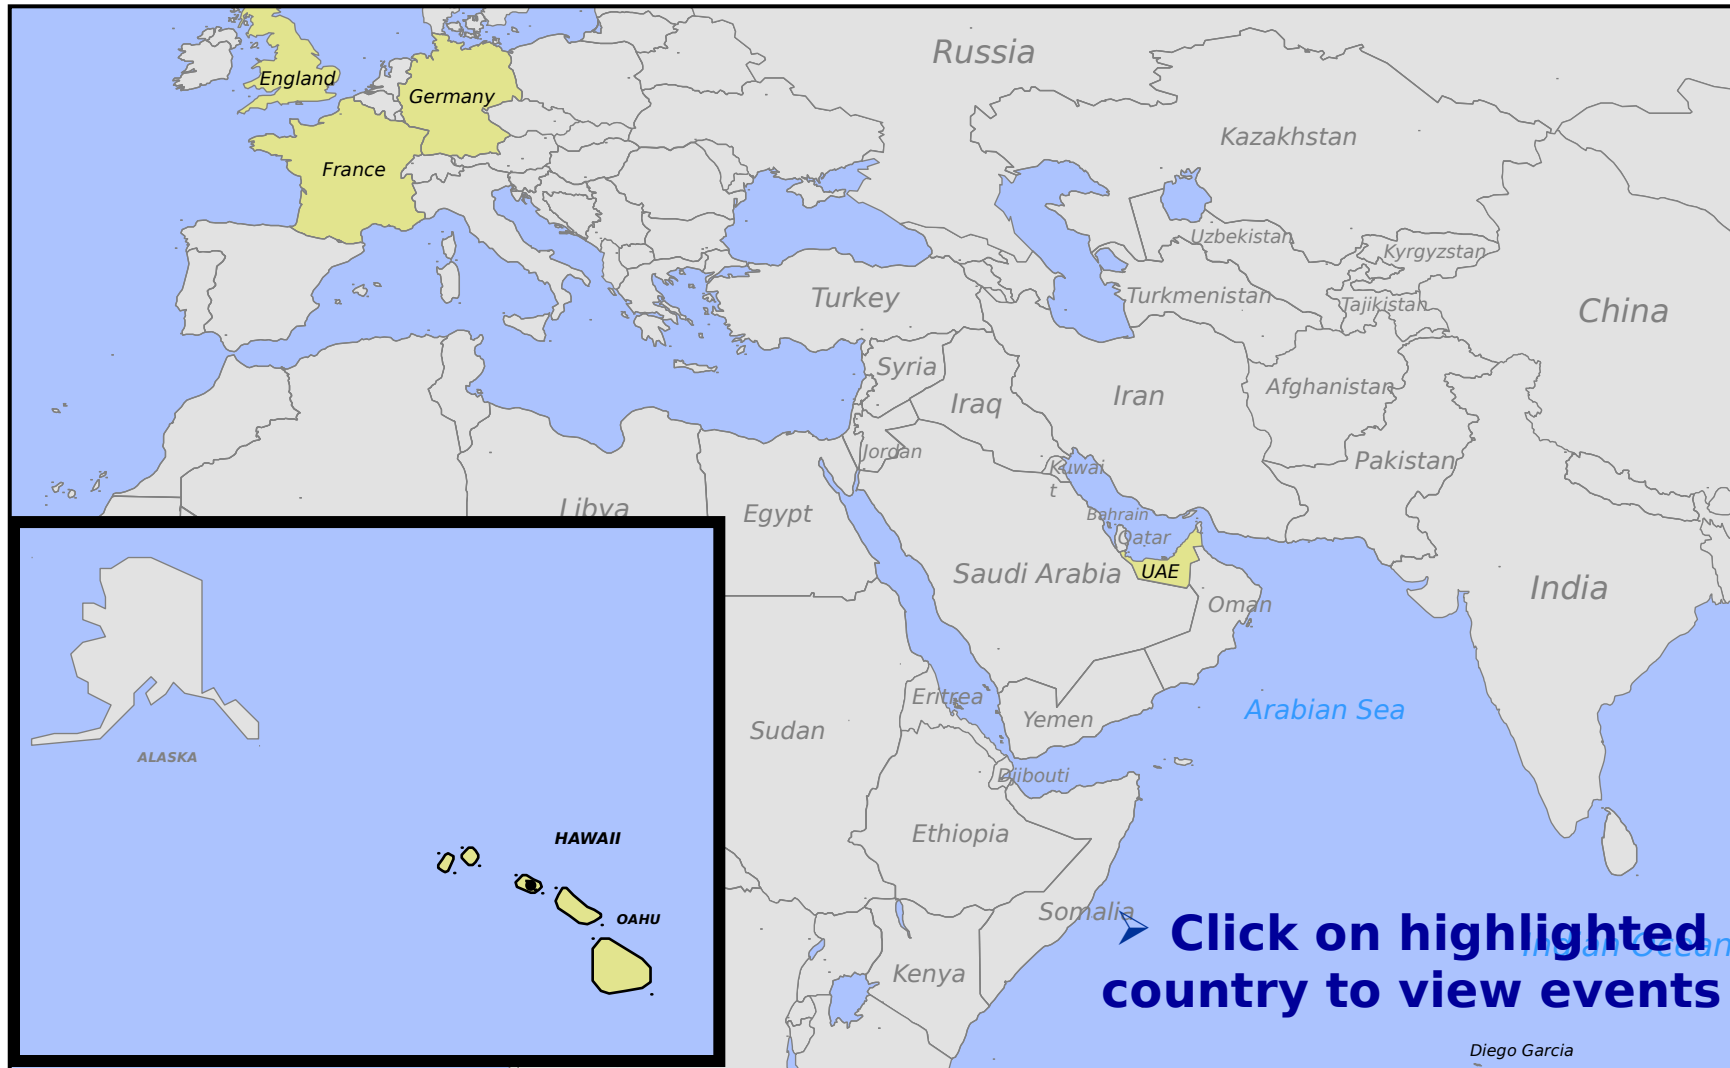 Russia
England
Germany
Kazakhstan
France
Uzbekistan
Kyrgyzstan
Turkey
Turkmenistan
Tajikistan
China
Syria
Iraq
Iran
Afghanistan
Jordan
Kuwai
t
Pakistan
Libya
Egypt
Bahrain
Qatar
Saudi Arabia
UAE
India
Oman
Eritrea
Yemen
Arabian Sea
Sudan
ALASKA
Djibouti
Ethiopia
HAWAII
Somalia
OAHU
Click on highlighted
country to view events
Indian Ocean
Kenya
Diego Garcia